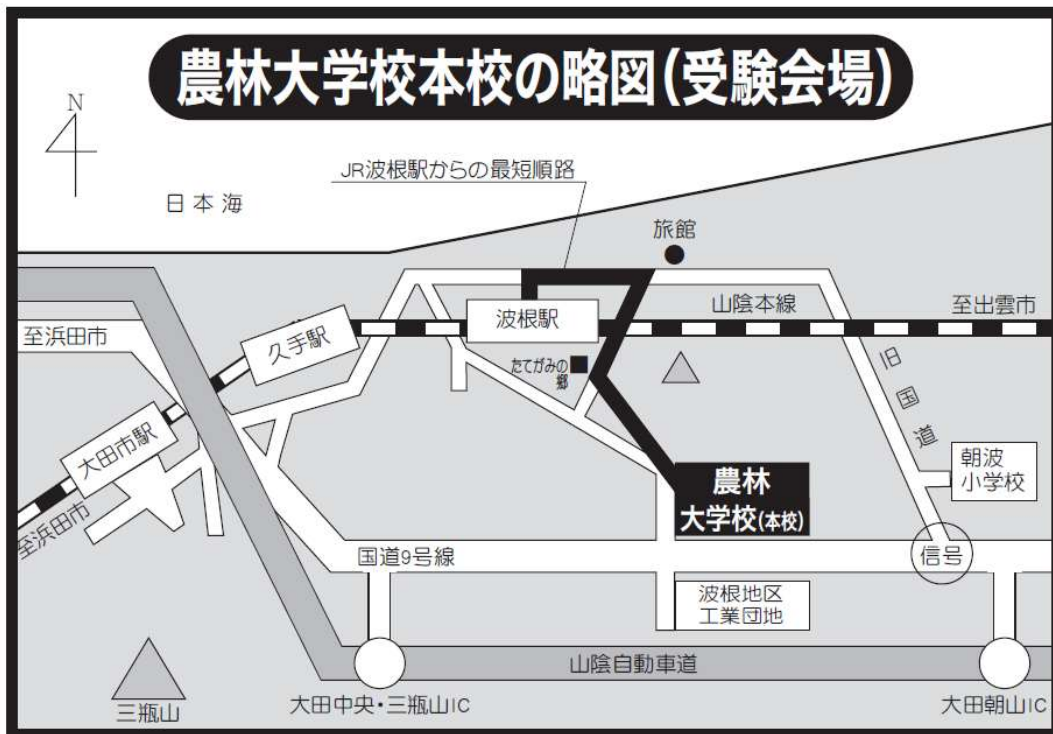 農林大学校本校の略図(受験会場)
N
日本海
JR波根駅からの最短順路
旅館
山陰本線
至出雲市
波根駅
至浜田市
久手駅
たてがみの
郷
旧国道
大田市駅
朝波
小学校
農林
大学校(本校)
至浜田市
国道9号線
信号
波根地区
工業団地
山陰自動車道
三瓶山
大田中央・三瓶山IC
大田朝山IC